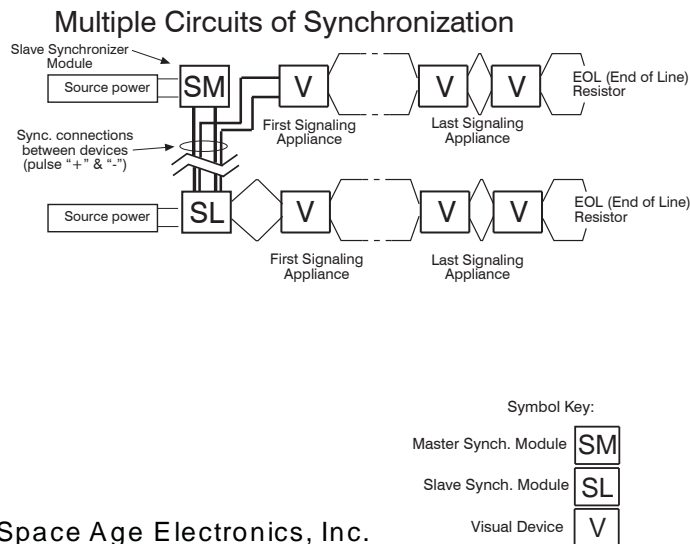 Multiple Circuits of Synchronization
Slave Synchronizer
Module
Source power
SM
V
V
V
EOL (End of Line)
Resistor
First Signaling
Appliance
Last Signaling
Appliance
Sync. connections
between devices
(pulse “+” & “-”)
Source power
SL
V
V
V
EOL (End of Line)
Resistor
First Signaling
Appliance
Last Signaling
Appliance
Symbol Key:
Master Synch. Module SM
Slave Synch. Module SL
Visual Device V
Space Age Electronics, Inc.